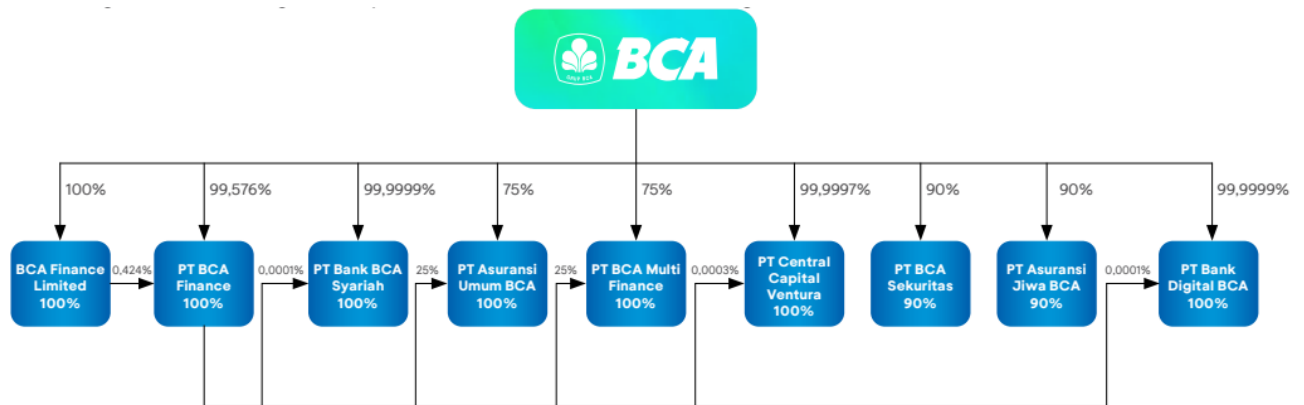 BCA
100%
99,576%
99,9999%
75%
75%
99,9997%
90%
90%
99,9999%
BCA Finance
Limited
100%
0,424%
PT BCA
Finance
100%
0,0001%
PT Bank BCA
Syariah
100%
25%
PT Asuransi
Umum BCA
100%
25%
PT BCA Multi
Finance
100%
0,0003%
PT Central
Capital
Ventura
100%
PT BCA
Sekuritas
90%
PT Asuransi
Jiwa BCA
90%
0,0001%
PT Bank
Digital BCA
100%